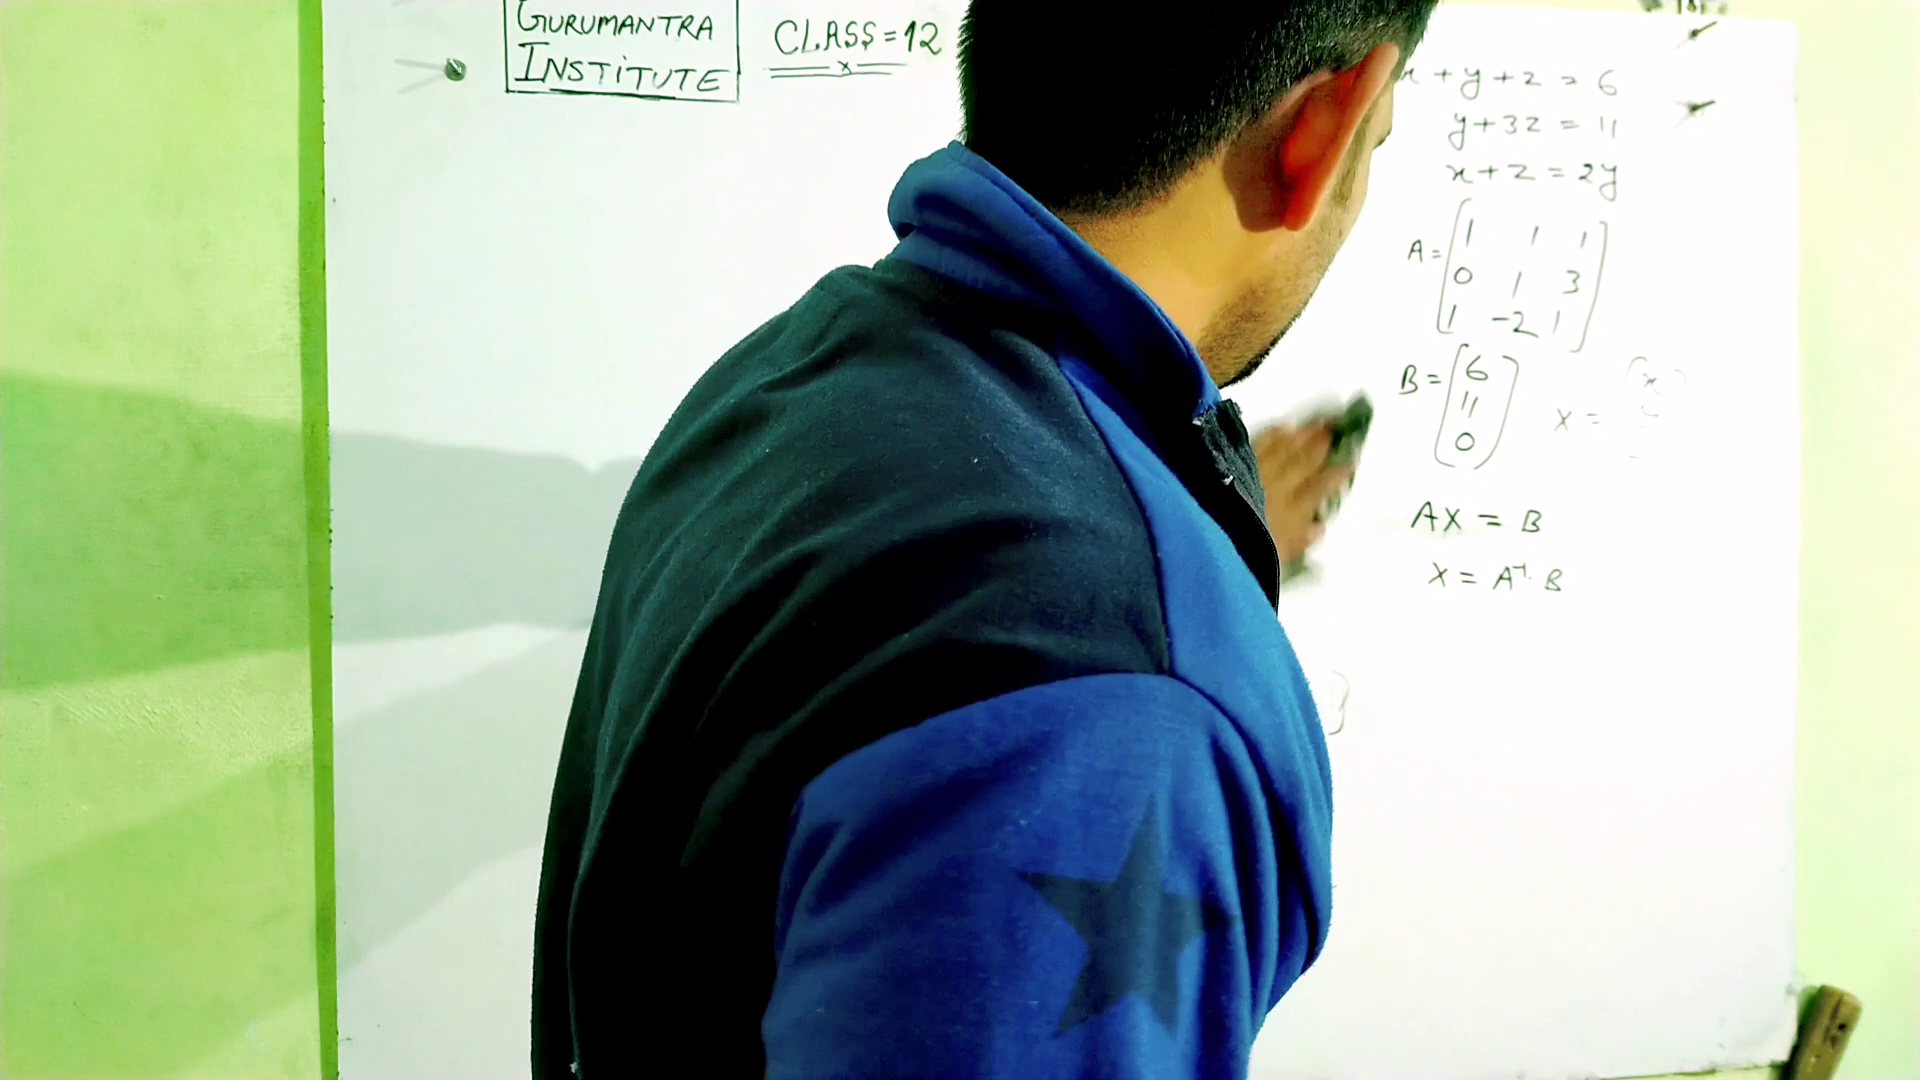 GURUMANTRA
INSTITUTE
CLASS = 12
x + y + z = 6
y + 3z = 11
x + z = 2y
A = [1 1 1
0 1 3
1 -2 1]
B = [6
11
0]
X = [x
y
AX = B
X = A⁻¹. B